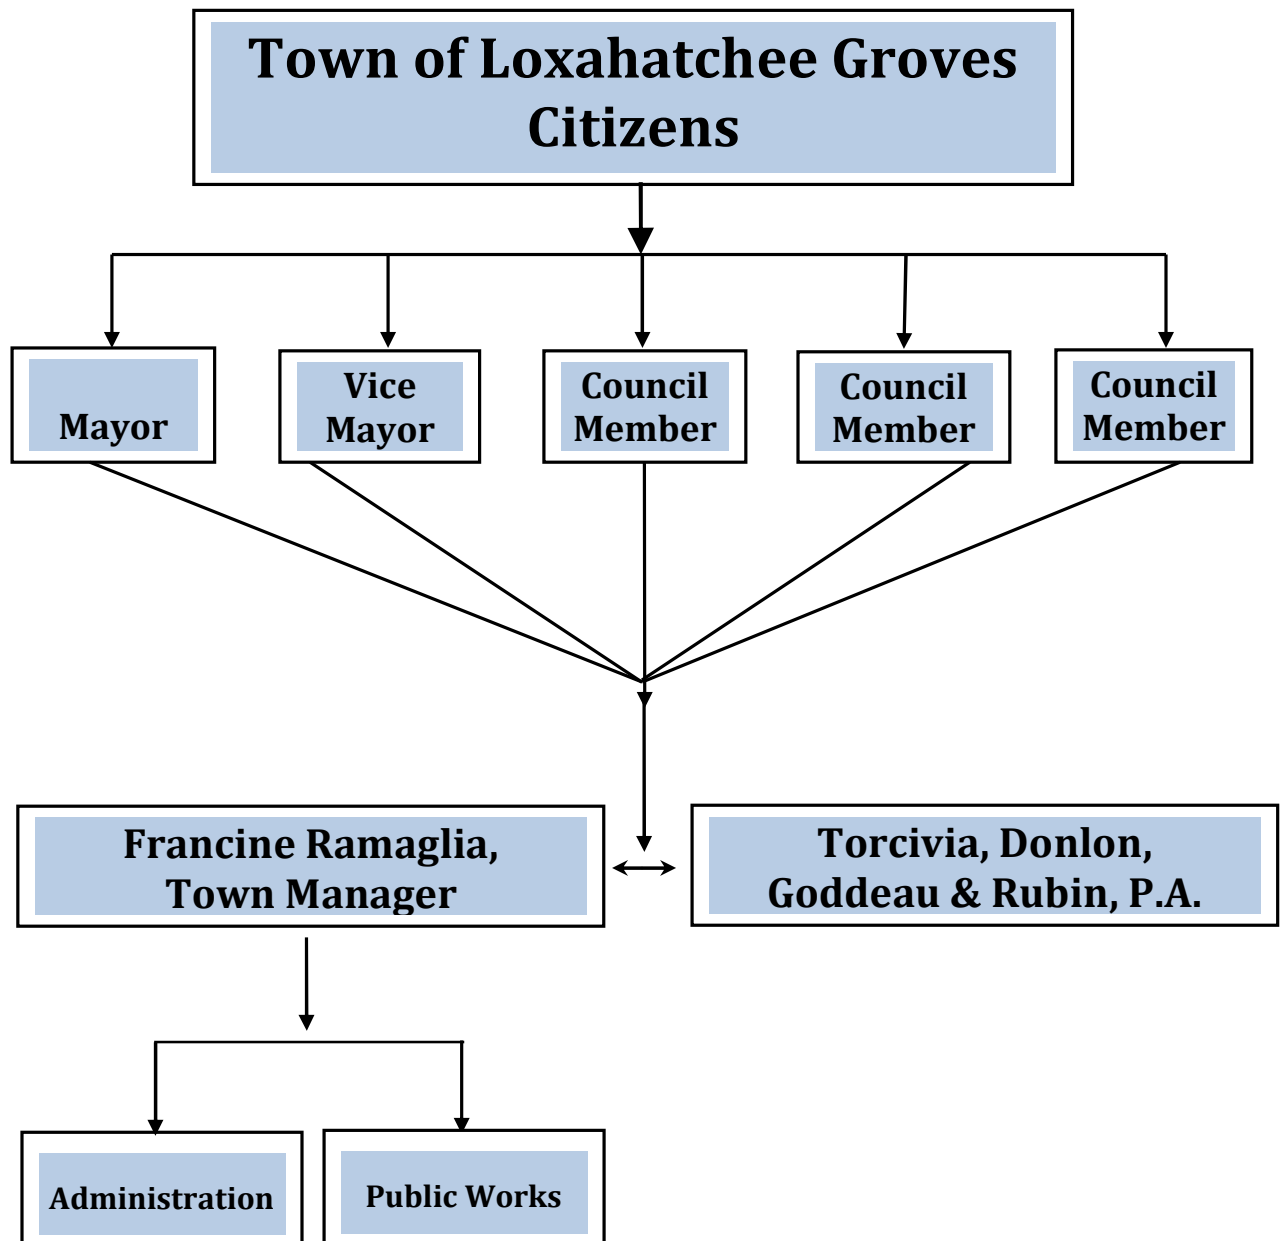 Town of Loxahatchee Groves
Citizens
Mayor
Vice
Mayor
Council
Member
Council
Member
Council
Member
Francine Ramaglia,
Town Manager
Torcivia, Donlon,
Goddeau & Rubin, P.A.
Administration
Public Works